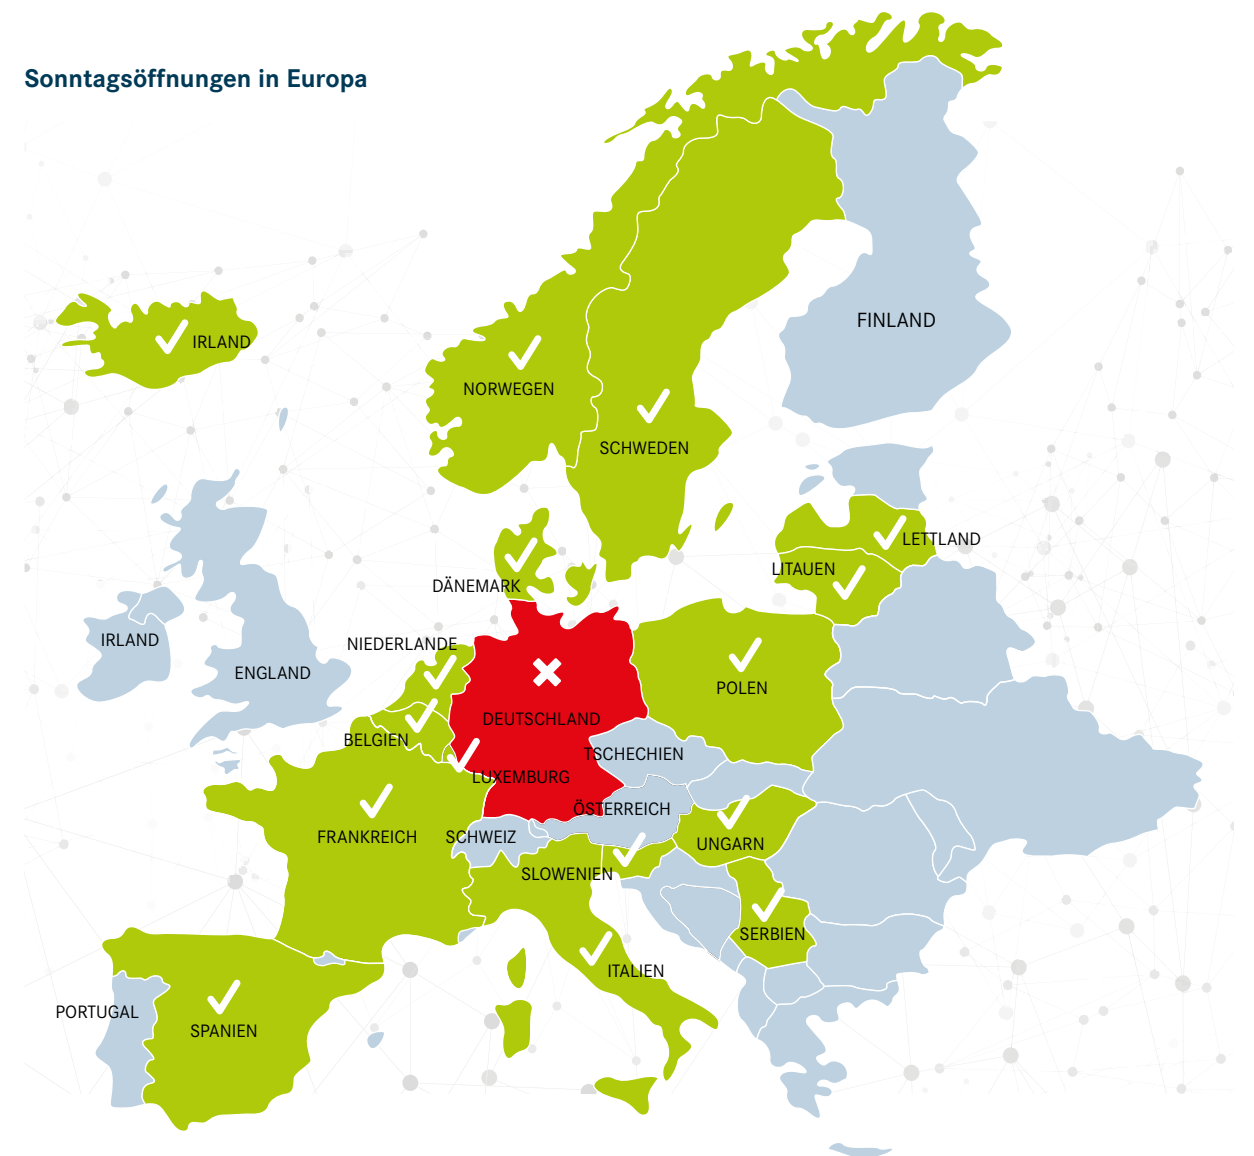 Sonntagsöffnungen in Europa
FINLAND
IRLAND
NORWEGEN
SCHWEDEN
LETTLAND
LITAUEN
DÄNEMARK
IRLAND
NIEDERLANDE
ENGLAND
POLEN
DEUTSCHLAND
BELGIEN
TSCHECHIEN
LUXEMBURG
ÖSTERREICH
FRANKREICH
SCHWEIZ
UNGARN
SLOWENIEN
SERBIEN
ITALIEN
PORTUGAL
SPANIEN